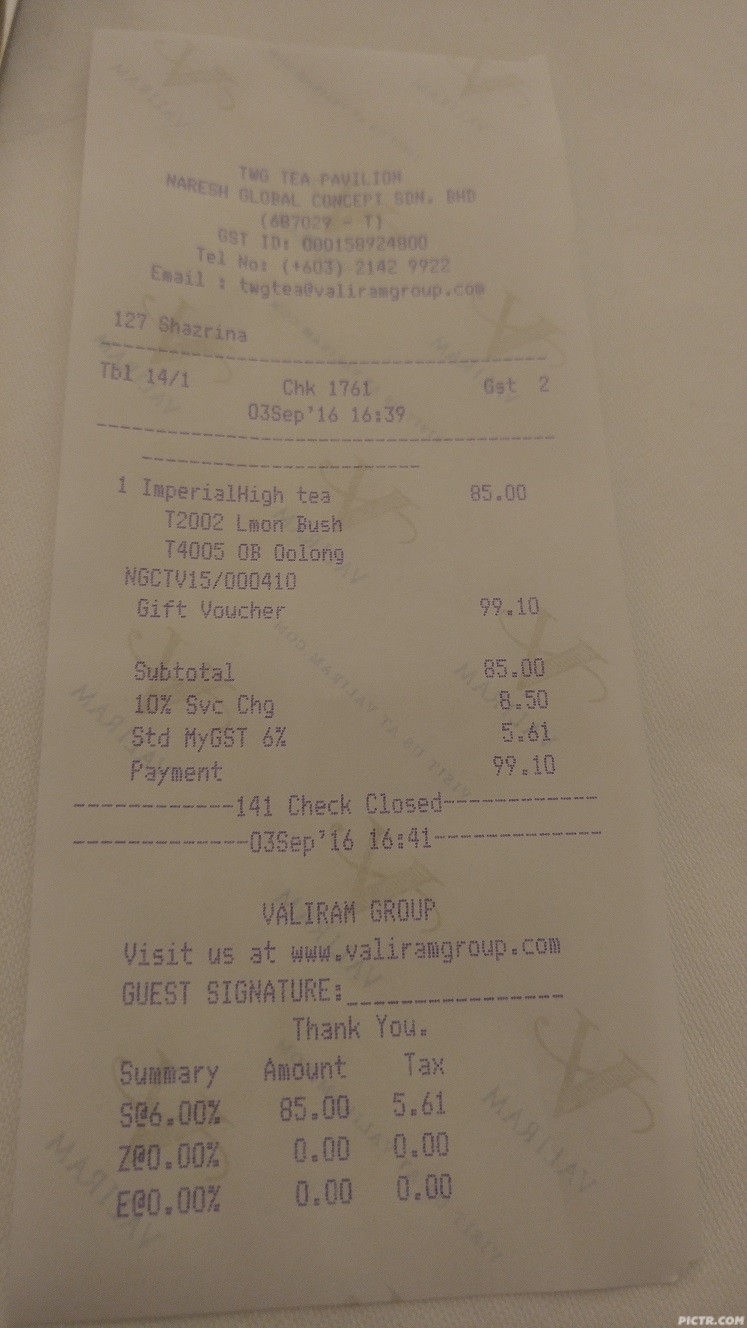 TWG TEA PAVILION
NARESH GLOBAL CONCEPT SDN. BHD
(687029 - T)
GST ID: 000158924800
Tel No: (+603) 2142 9922
Email : twgtea@valiramgroup.com
127 Shazrina
Tbl 14/1 Chk 1761 Gst 2
03Sep'16 16:39
1 ImperialHigh tea 85.00
T2002 Lmon Bush
T4005 OB Oolong
NGCTV15/000410
Gift Voucher 99.10
Subtotal 85.00
10% Svc Chg 8.50
Std MyGST 6% 5.61
Payment 99.10
------------141 Check Closed------------
-------------03Sep'16 16:41-------------
VALIRAM GROUP
Visit us at www.valiramgroup.com
GUEST SIGNATURE:________________
Thank You.
Summary Amount Tax
S@6.00% 85.00 5.61
Z@0.00% 0.00 0.00
E@0.00% 0.00 0.00
PICTR.COM